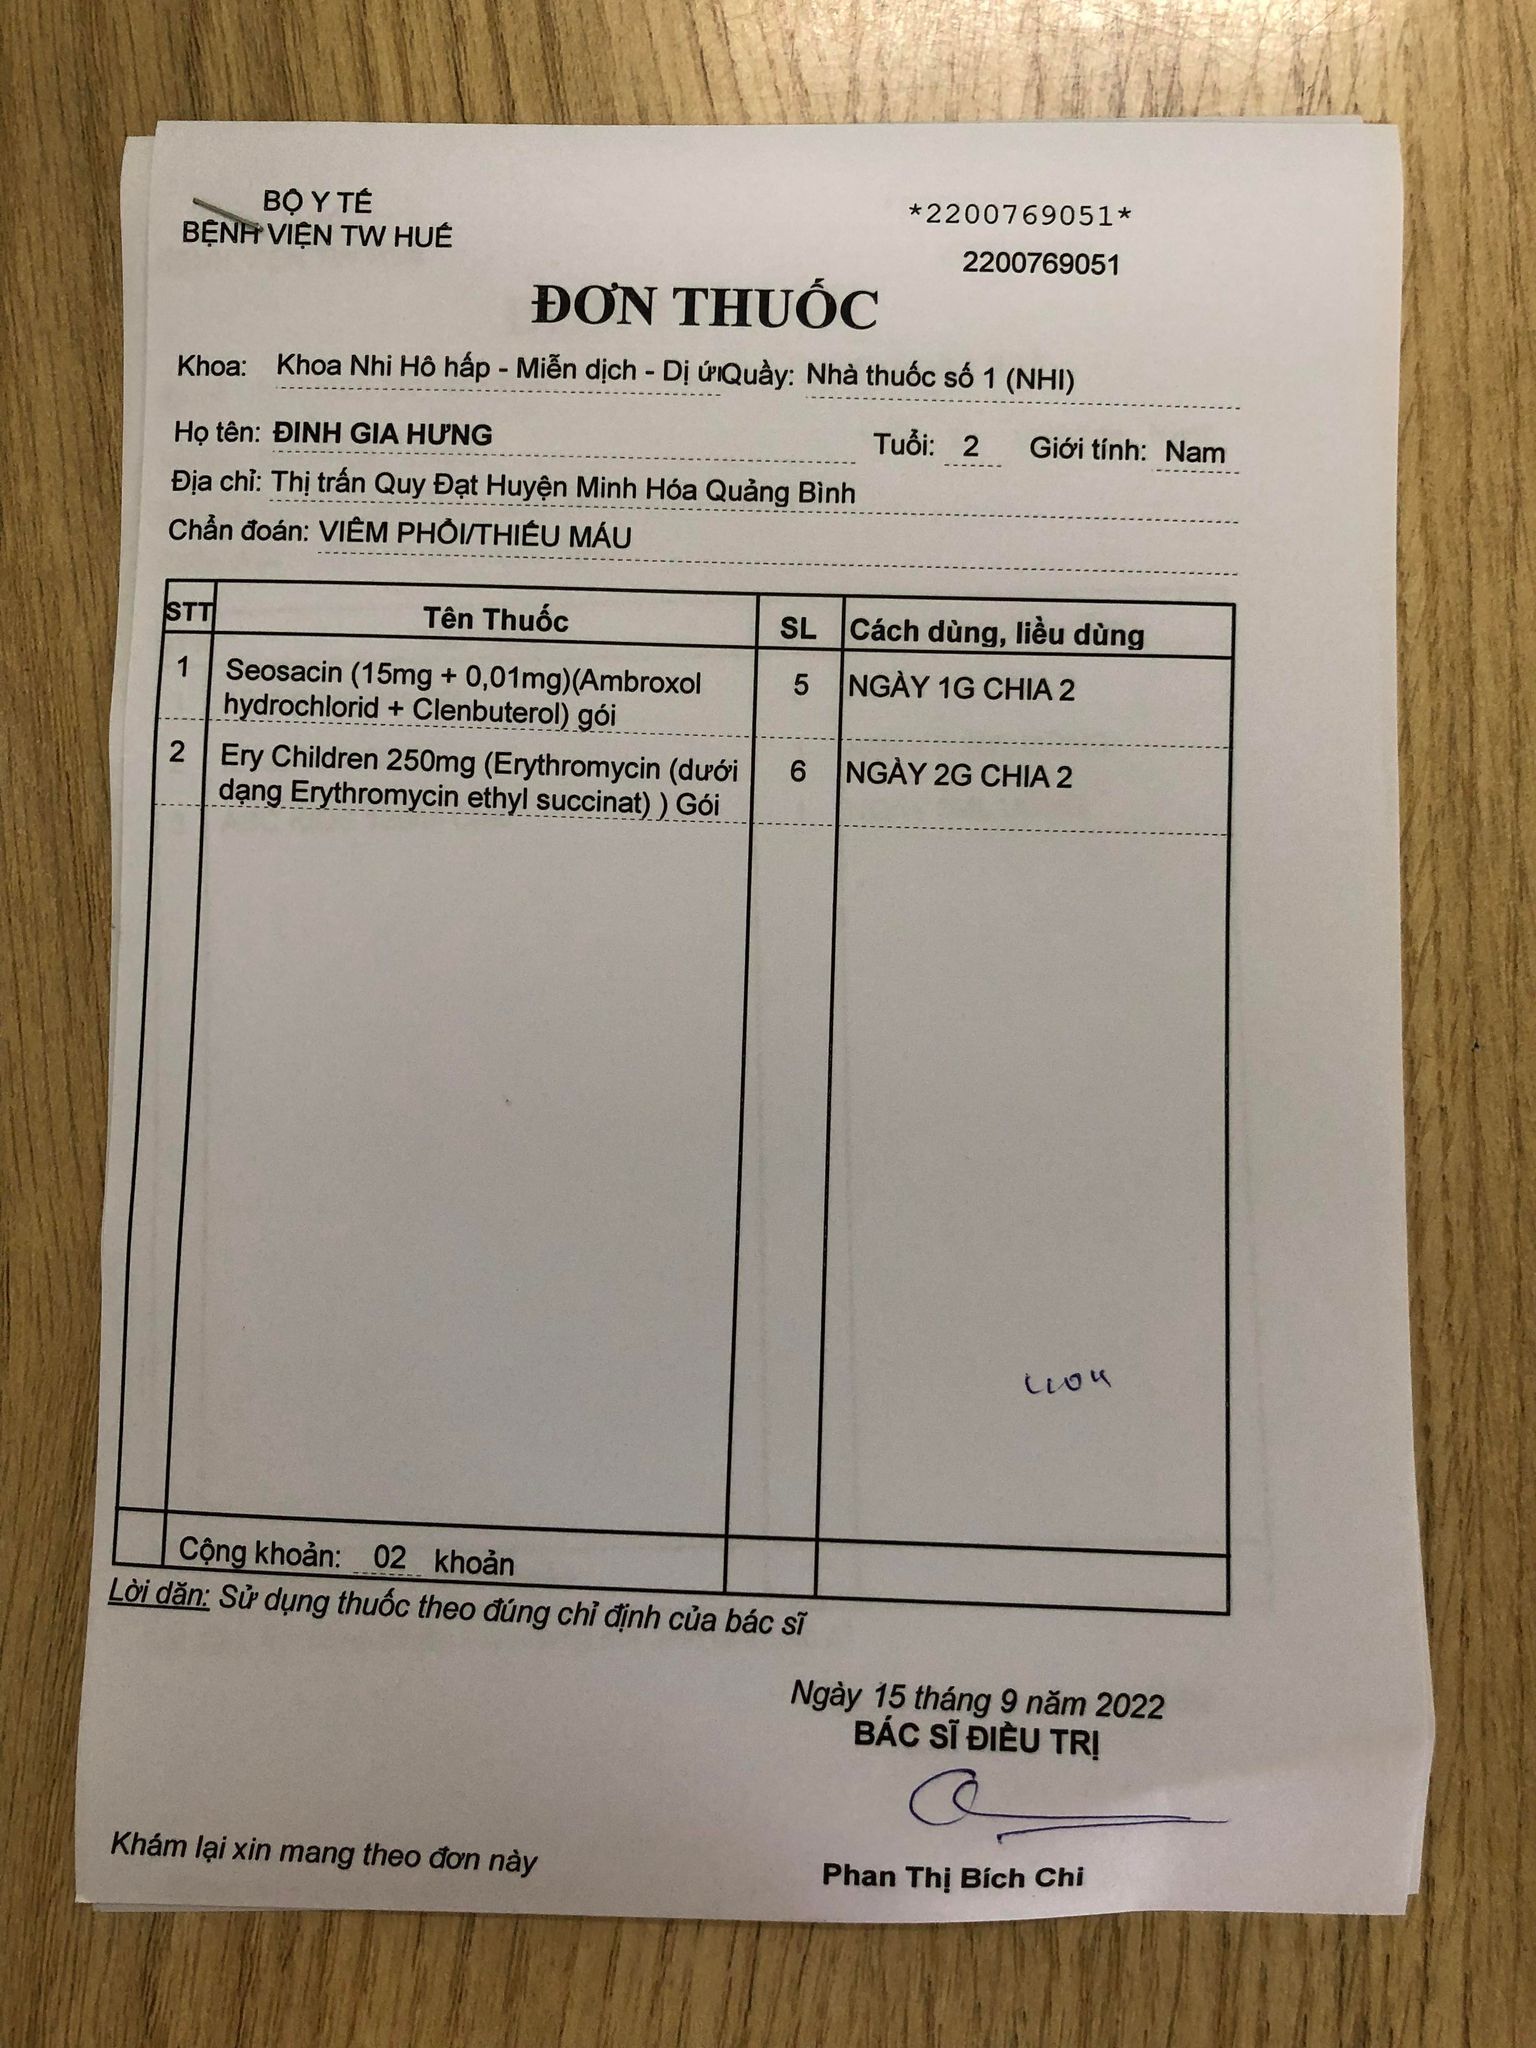 BỘ Y TẾ
BỆNH VIỆN TW HUẾ
*2200769051*
2200769051
ĐƠN THUỐC
Khoa: Khoa Nhi Hô hấp - Miễn dịch - Dị ứ Quầy: Nhà thuốc số 1 (NHI)
Họ tên: ĐINH GIA HƯNG Tuổi: 2 Giới tính: Nam
Địa chỉ: Thị trấn Quy Đạt Huyện Minh Hóa Quảng Bình
Chẩn đoán: VIÊM PHỔI/THIẾU MÁU
STT Tên Thuốc SL Cách dùng, liều dùng
1 Seosacin (15mg + 0,01mg)(Ambroxol 5 NGÀY 1G CHIA 2
hydrochlorid + Clenbuterol) gói
2 Ery Children 250mg (Erythromycin (dưới 6 NGÀY 2G CHIA 2
dạng Erythromycin ethyl succinat) ) Gói
Cộng khoản: 02 khoản
Lời dặn: Sử dụng thuốc theo đúng chỉ định của bác sĩ
Ngày 15 tháng 9 năm 2022
BÁC SĨ ĐIỀU TRỊ
Khám lại xin mang theo đơn này
Phan Thị Bích Chi